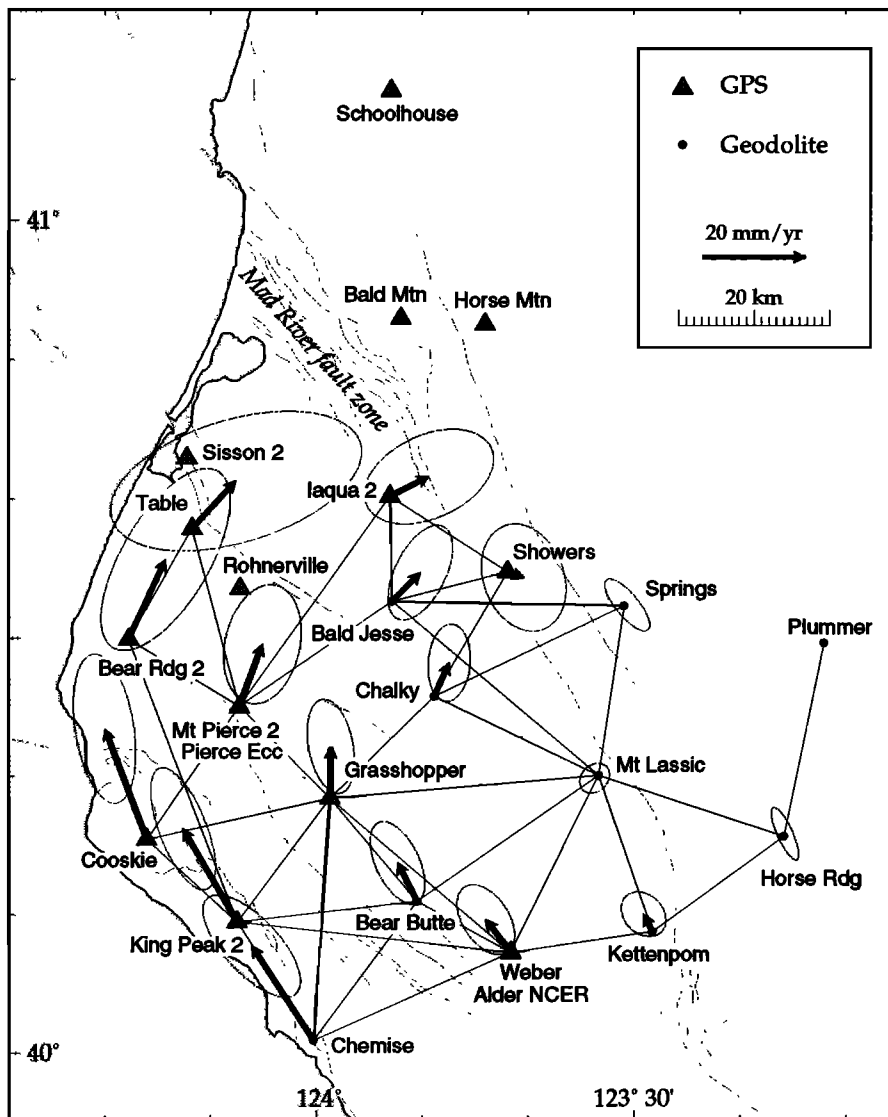 GPS
Schoolhouse
Geodolite
41°
20 mm/yr
20 km
Bald Mtn
Horse Mtn
Mad River fault zone
Sisson 2
Table
Iaqua 2
Showers
Rohnerville
Springs
Bald Jesse
Plummer
Bear Rdg 2
Chalky
Mt Pierce 2
Pierce Ecc
Grasshopper
Mt Lassic
Cooskie
Horse Rdg
Bear Butte
King Peak 2
Kettenpom
Weber
Alder NCER
Chemise
40°
124°
123° 30'